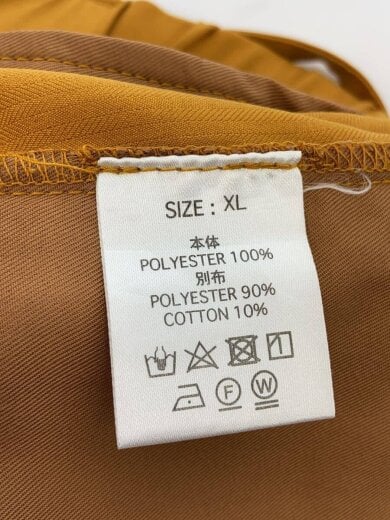 SIZE : XL
本体
POLYESTER 100%
別布
POLYESTER 90%
COTTON 10%
F W